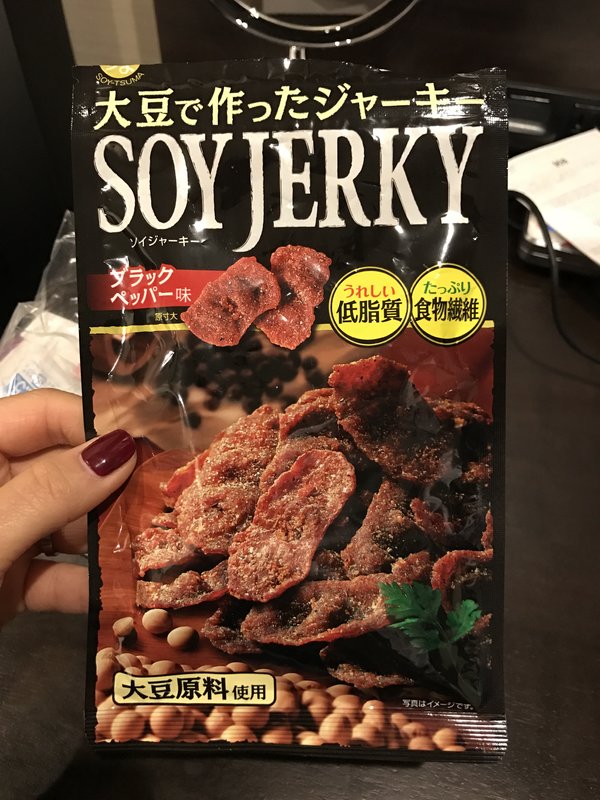 SOY-TSUMA
大豆で作ったジャーキー
SOY JERKY
ソイジャーキー
ブラック
ペッパー味
原寸大
うれしい
低脂質
たっぷり
食物繊維
大豆原料使用
写真はイメージです。